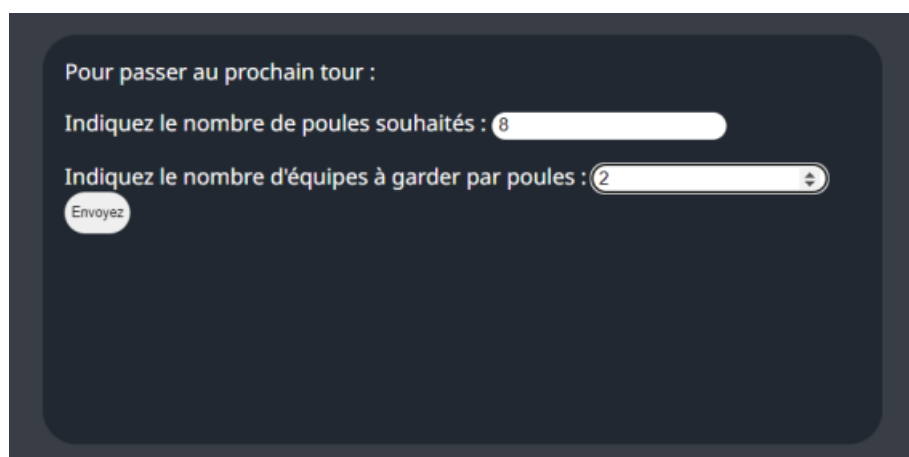 Pour passer au prochain tour :
Indiquez le nombre de poules souhaités : 8
Indiquez le nombre d'équipes à garder par poules : 2
Envoyez